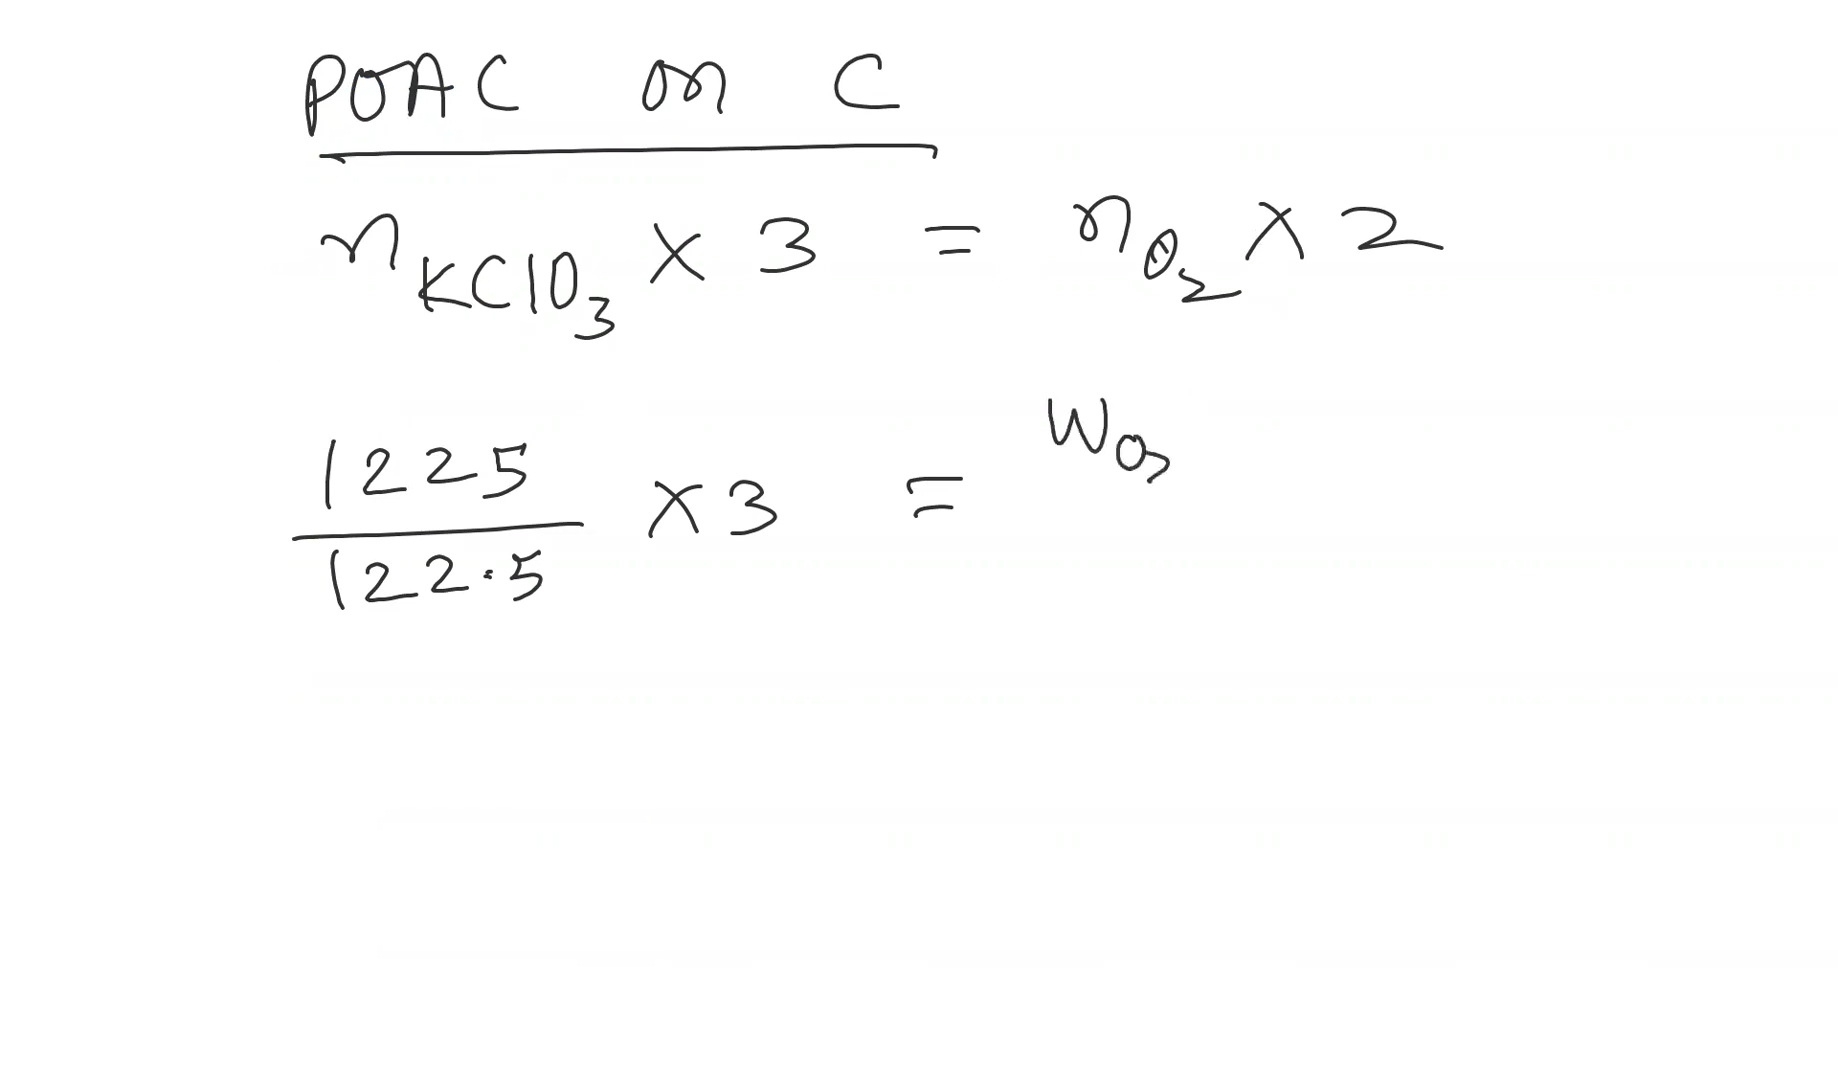 POAC on C
n KClO3 × 3 = n O2 × 2
1225 / 122.5 × 3 = W O2